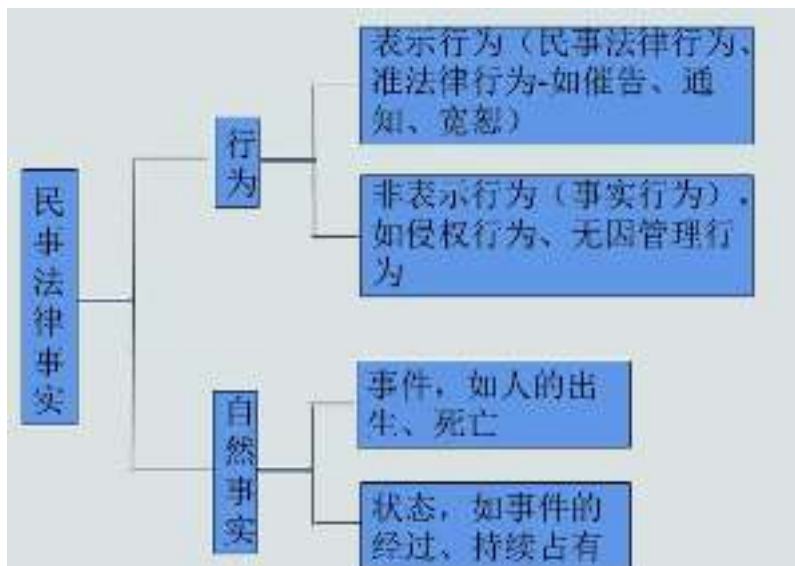 民事法律事实
行为
表示行为（民事法律行为、
准法律行为-如催告、通
知、宽恕）
非表示行为（事实行为），
如侵权行为、无因管理行
为
自然事实
事件，如人的出
生、死亡
状态，如事件的
经过、持续占有